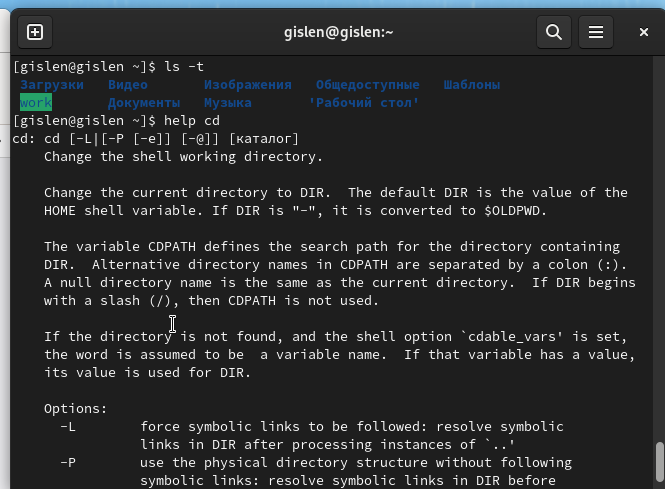 gislen@gislen:~
[gislen@gislen ~]$ ls -t
Загрузки Видео Изображения Общедоступные Шаблоны
work Документы Музыка 'Рабочий стол'
[gislen@gislen ~]$ help cd
cd: cd [-L|[-P [-e]] [-@]] [каталог]
Change the shell working directory.
Change the current directory to DIR.  The default DIR is the value of the
HOME shell variable. If DIR is "-", it is converted to $OLDPWD.
The variable CDPATH defines the search path for the directory containing
DIR.  Alternative directory names in CDPATH are separated by a colon (:).
A null directory name is the same as the current directory.  If DIR begins
with a slash (/), then CDPATH is not used.
If the directory is not found, and the shell option `cdable_vars' is set,
the word is assumed to be  a variable name.  If that variable has a value,
its value is used for DIR.
Options:
-L force symbolic links to be followed: resolve symbolic
links in DIR after processing instances of `..'
-P use the physical directory structure without following
symbolic links: resolve symbolic links in DIR before